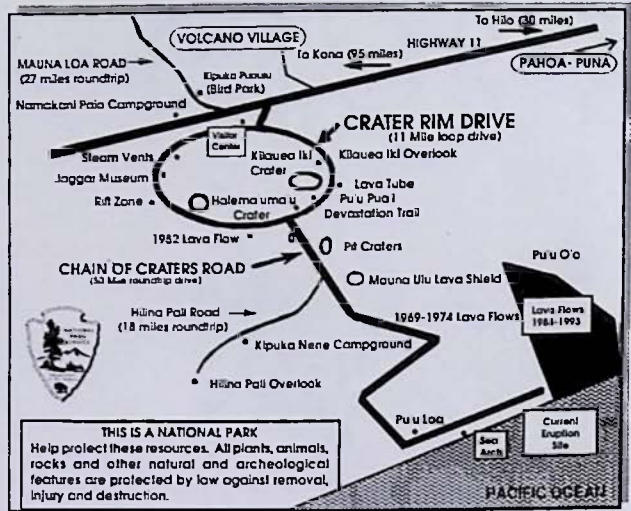 To Hilo (30 miles)
VOLCANO VILLAGE
HIGHWAY 11
To Kona (95 miles)
PAHOA- PUNA
MAUNA LOA ROAD
(27 miles roundtrip)
Kipuka Puaulu
(Bird Park)
Namakani Paio Campground
Visitor
Center
CRATER RIM DRIVE
(11 Mile loop drive)
Steam Vents
Kilauea Iki
Crater
Kilauea Iki Overlook
Jaggar Museum
Lava Tube
Rift Zone
Halemaumau
Crater
Pu'u Pua'i
Devastation Trail
1982 Lava Flow
Pit Craters
Pu'u O'o
CHAIN OF CRATERS ROAD
roundtrip drive)
Mauna Ulu Lava Shield
Hilina Pali Road
(18 miles roundtrip)
1969-1974 Lava Flows
Lava Flows
Kipuka Nene Campground
Hilina Pali Overlook
Pu'u Loa
Sea
Arch
Current
Eruption
Site
PACIFIC OCEAN
THIS IS A NATIONAL PARK
Help protect these resources. All plants, animals,
rocks and other natural and archeological
features are protected by law against removal,
injury and destruction.